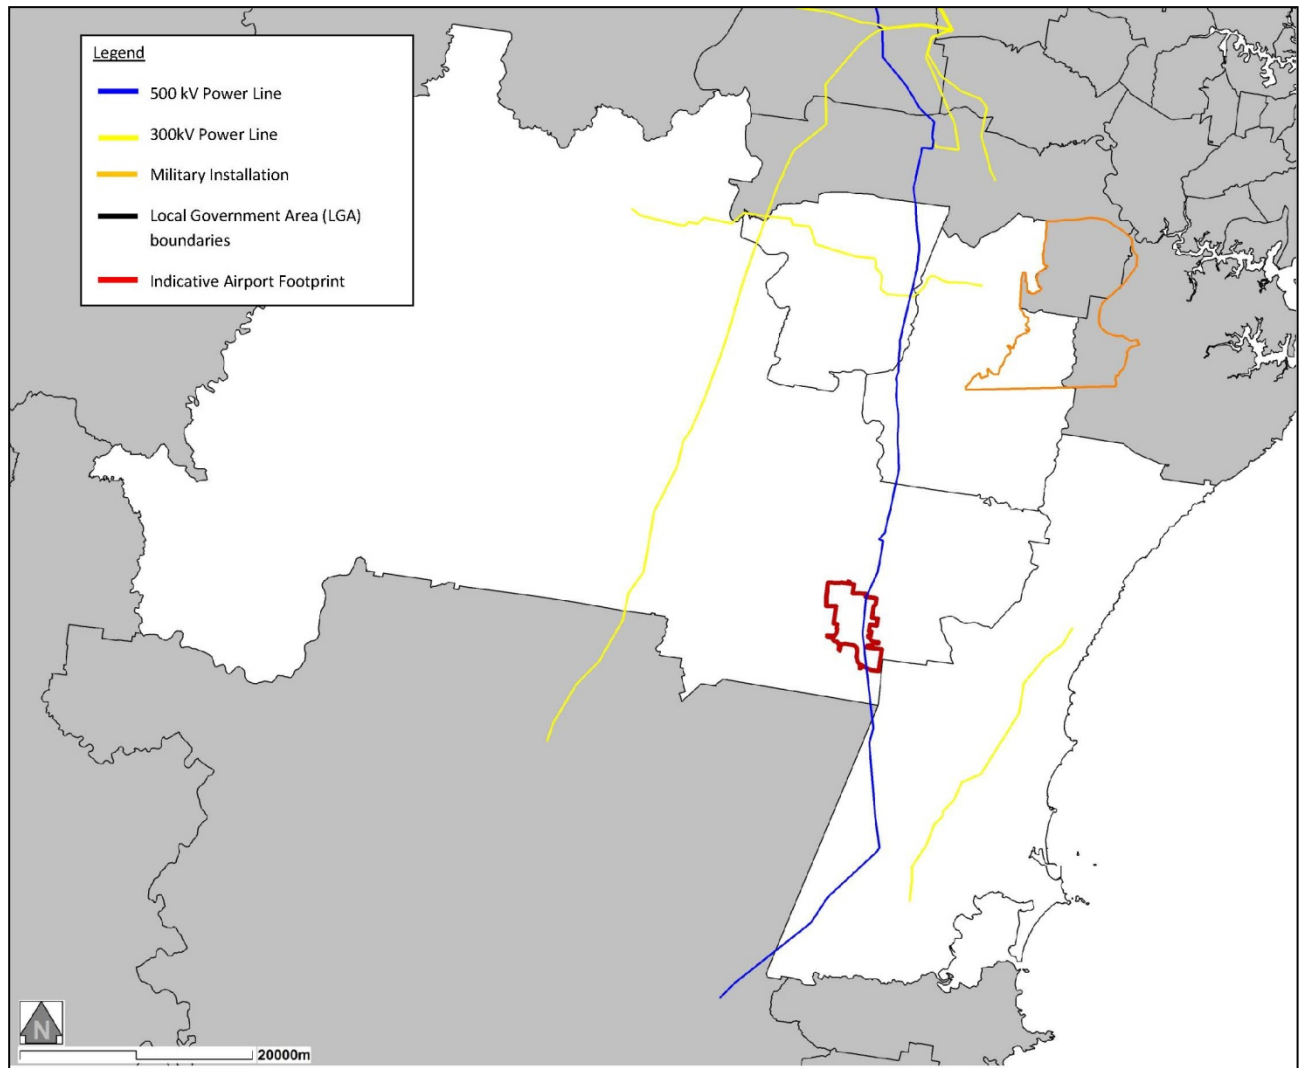 Legend
500 kV Power Line
300kV Power Line
Military Installation
Local Government Area (LGA)
boundaries
Indicative Airport Footprint
N
20000m